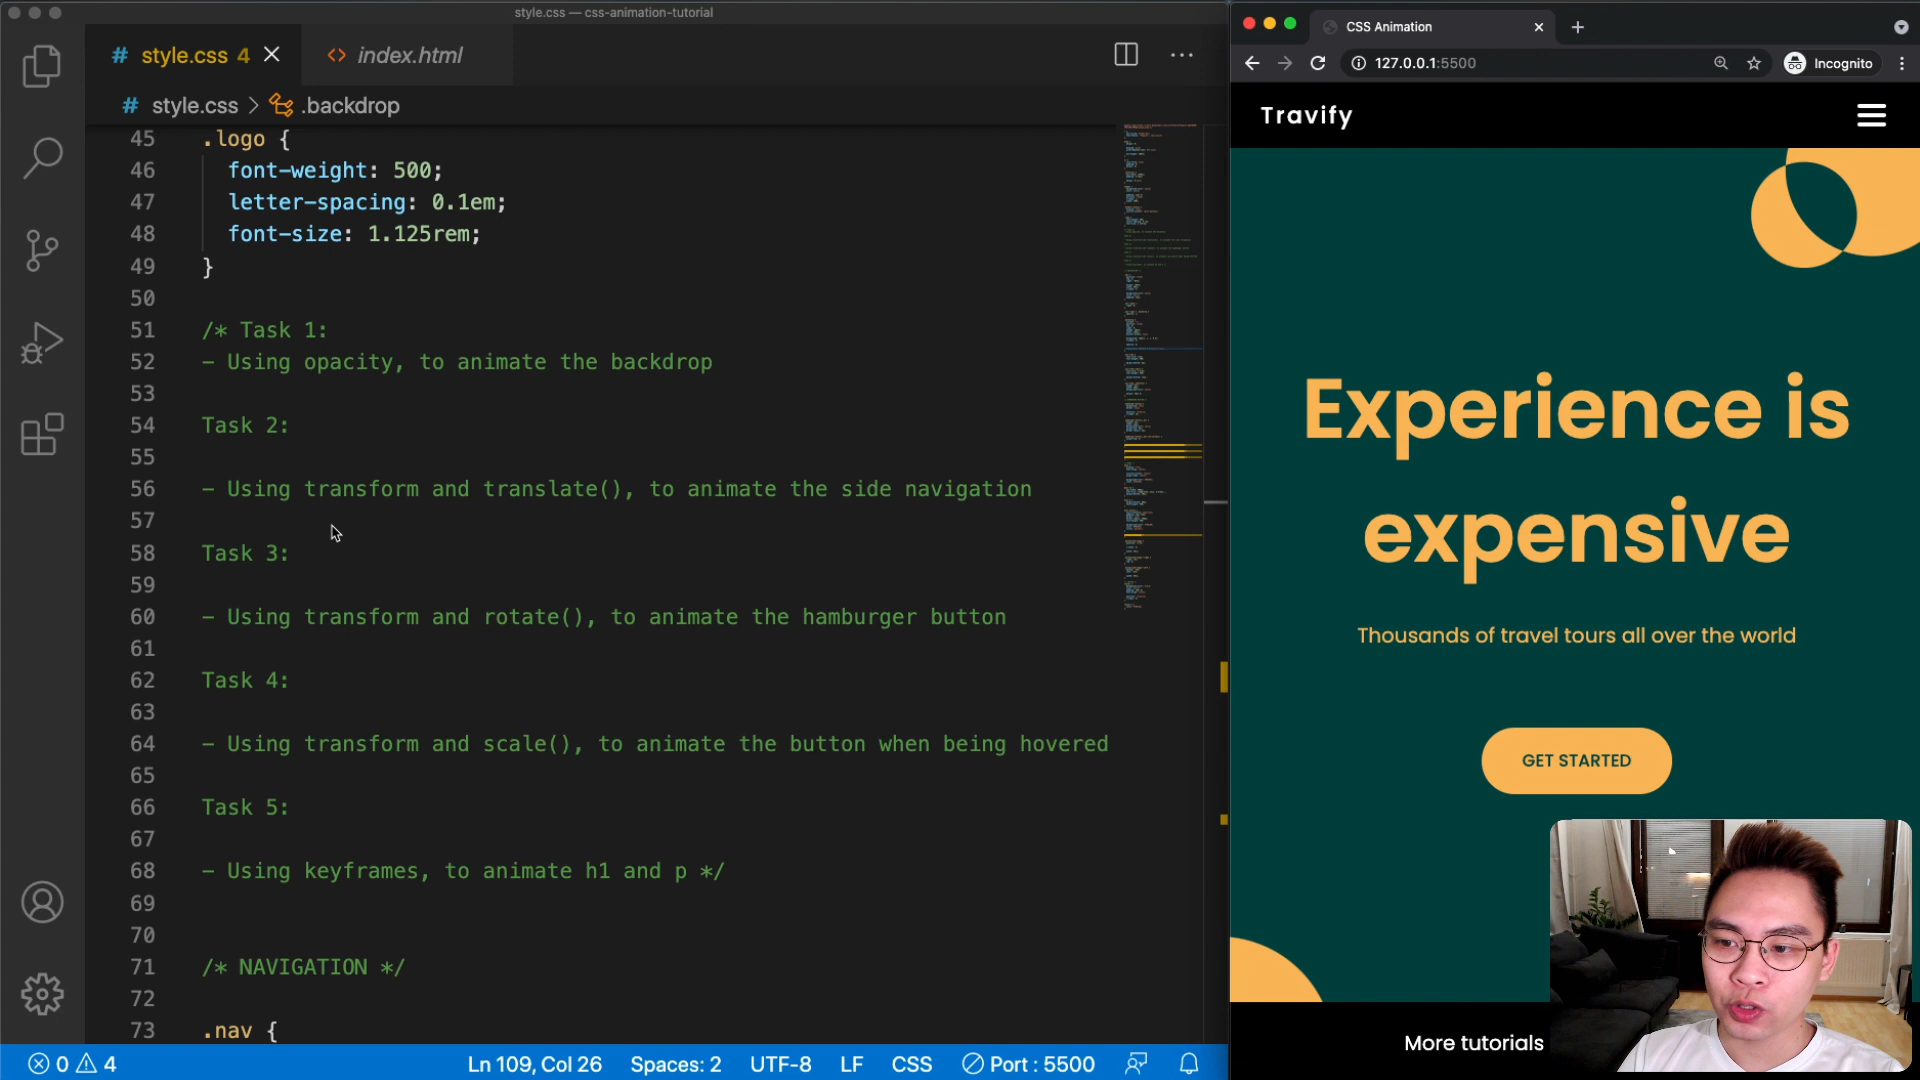 style.css — css-animation-tutorial
# style.css 4
<> index.html
# style.css > .backdrop
45 .logo {
46 font-weight: 500;
47 letter-spacing: 0.1em;
48 font-size: 1.125rem;
49 }
50
51 /* Task 1:
52 - Using opacity, to animate the backdrop
53
54 Task 2:
55
56 - Using transform and translate(), to animate the side navigation
57
58 Task 3:
59
60 - Using transform and rotate(), to animate the hamburger button
61
62 Task 4:
63
64 - Using transform and scale(), to animate the button when being hovered
65
66 Task 5:
67
68 - Using keyframes, to animate h1 and p */
69
70
71 /* NAVIGATION */
72
73 .nav {
0 4
Ln 109, Col 26 Spaces: 2 UTF-8 LF CSS Port : 5500
CSS Animation
127.0.0.1:5500
Incognito
Travify
Experience is
expensive
Thousands of travel tours all over the world
GET STARTED
More tutorials